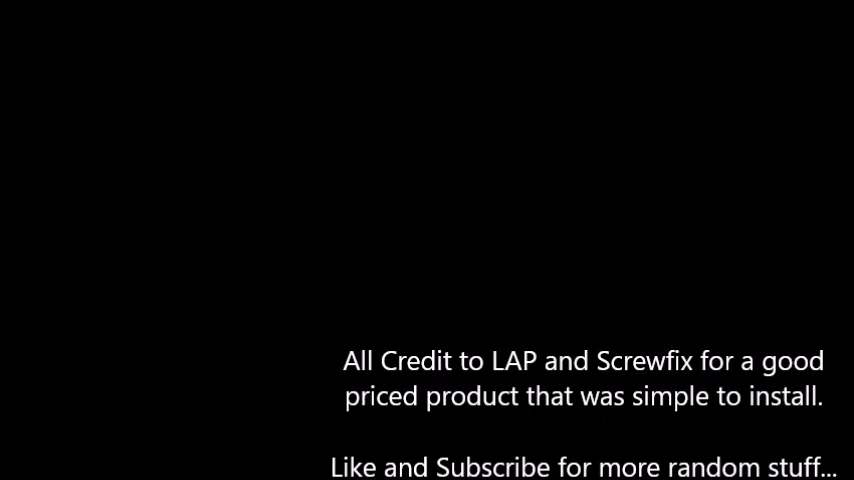 All Credit to LAP and Screwfix for a good
priced product that was simple to install.
Like and Subscribe for more random stuff...